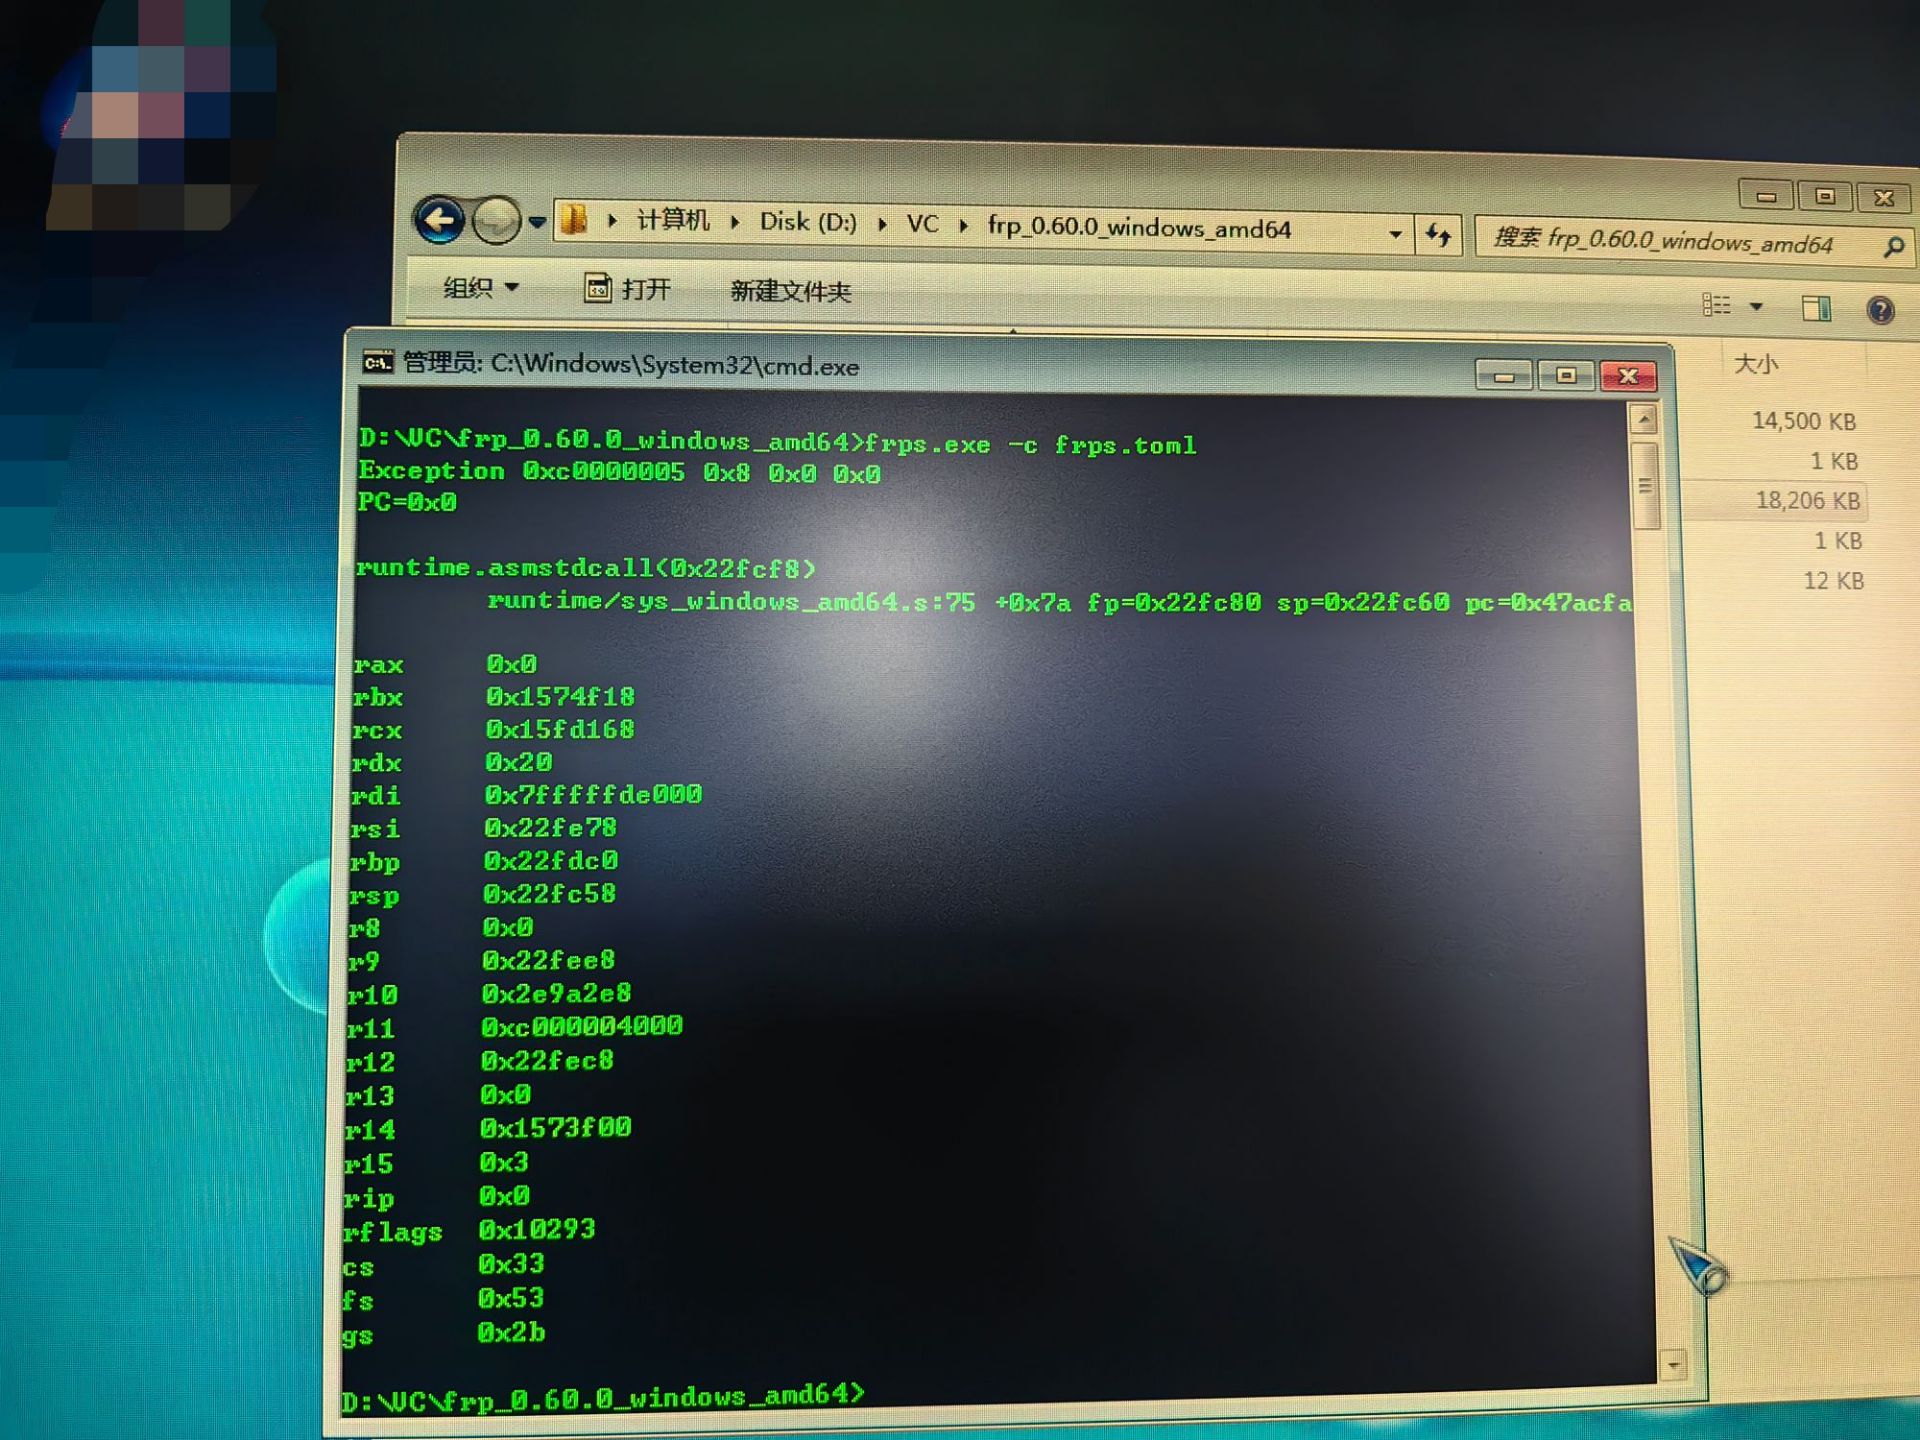 计算机 Disk (D:) VC frp_0.60.0_windows_amd64
搜索 frp_0.60.0_windows_amd64
组织 打开 新建文件夹
大小
14,500 KB
1 KB
18,206 KB
1 KB
12 KB
管理员: C:\Windows\System32\cmd.exe
D:\VC\frp_0.60.0_windows_amd64>frps.exe -c frps.toml
Exception 0xc0000005 0x8 0x0 0x0
PC=0x0
runtime.asmstdcall(0x22fcf8)
runtime/sys_windows_amd64.s:75 +0x7a fp=0x22fc80 sp=0x22fc60 pc=0x47acfa
rax 0x0
rbx 0x1574f18
rcx 0x15fd168
rdx 0x20
rdi 0x7fffffde000
rsi 0x22fe78
rbp 0x22fdc0
rsp 0x22fc58
r8 0x0
r9 0x22fee8
r10 0x2e9a2e8
r11 0xc000004000
r12 0x22fec8
r13 0x0
r14 0x1573f00
r15 0x3
rip 0x0
rflags 0x10293
cs 0x33
fs 0x53
gs 0x2b
D:\VC\frp_0.60.0_windows_amd64>